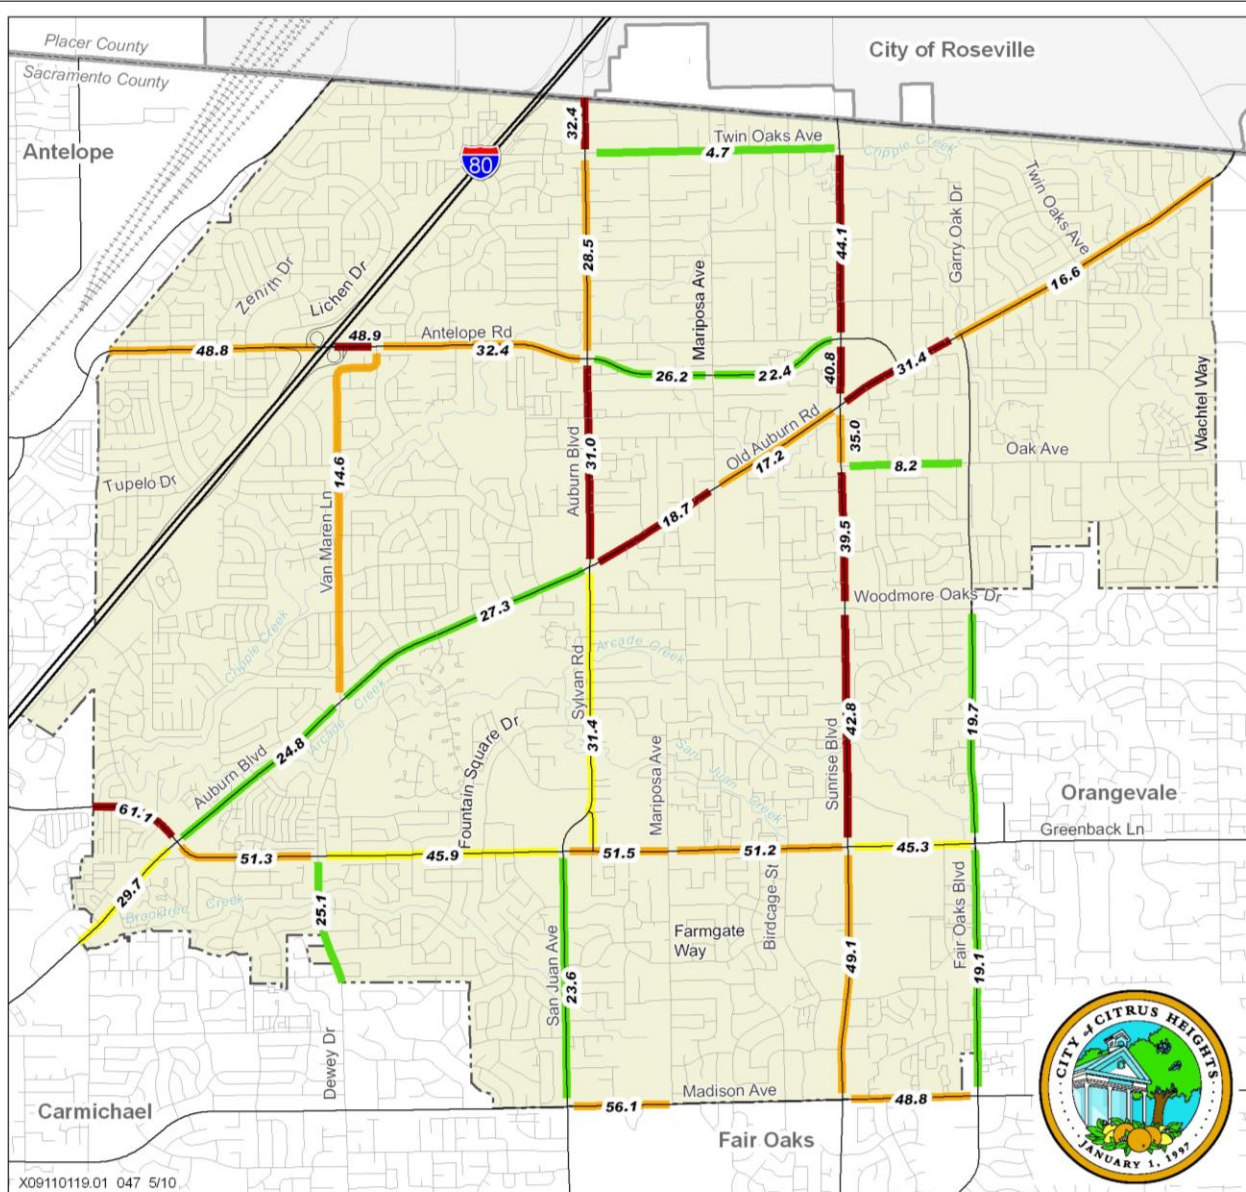 Placer County
Sacramento County
City of Roseville
Antelope
80
32.4
Twin Oaks Ave
4.7
Cripple Creek
Twin Oaks Ave
Garry Oak Dr
44.1
28.5
16.6
Zenith Dr
Lichen Dr
Mariposa Ave
48.9
Antelope Rd
48.8
32.4
26.2
22.4
40.8
31.4
Wachtel Way
Auburn Blvd
31.0
Old Auburn Rd
17.2
35.0
Oak Ave
8.2
Tupelo Dr
14.6
Van Maren Ln
18.7
39.5
Woodmore Oaks Dr
27.3
Cripple Creek
Arcade Creek
Sylvan Rd
31.4
Arcade Creek
24.8
Auburn Blvd
Fountain Square Dr
Mariposa Ave
San Juan Creek
Sunrise Blvd
42.8
19.7
Orangevale
61.1
Greenback Ln
51.3
45.9
51.5
51.2
45.3
29.7
Brooktree Creek
25.1
Birdcage St
Farmgate
Way
Fair Oaks Blvd
49.1
19.1
San Juan Ave
23.6
Dewey Dr
Madison Ave
56.1
48.8
Carmichael
Fair Oaks
CITY of CITRUS HEIGHTS
JANUARY 1, 1997
X09110119.01 047 5/10